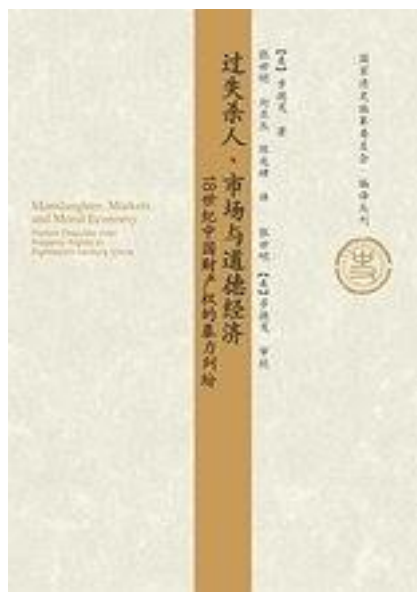 国家清史编纂委员会·编译丛刊
【美】步德茂 著
张世明 刘亚丛 陈兆肆 译
张世明 【美】步德茂 审校
过失杀人、市场与道德经济
18世纪中国财产权的暴力纠纷
Manslaughter, Markets,
and Moral Economy
Violent Disputes over
Property Rights in
Eighteenth-Century China